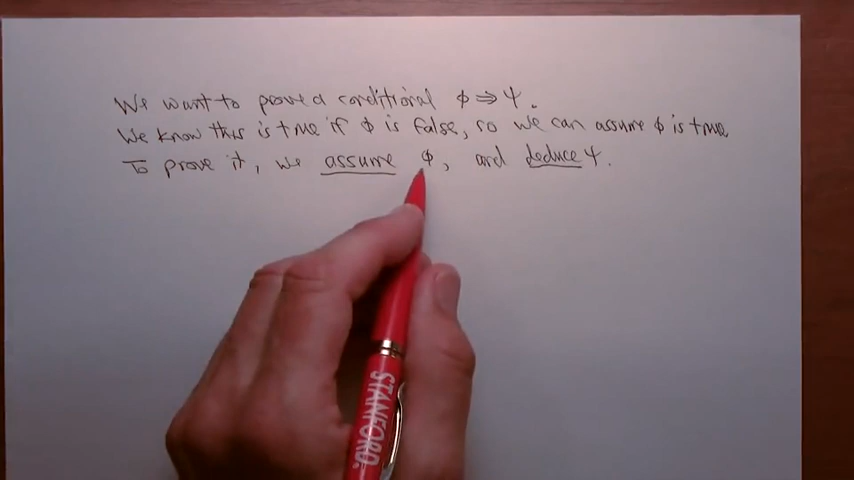 We want to prove a conditional ϕ ⇒ Ψ.
We know this is true if ϕ is false, so we can assume ϕ is true
To prove it, we assume ϕ, and deduce Ψ.
STANFORD